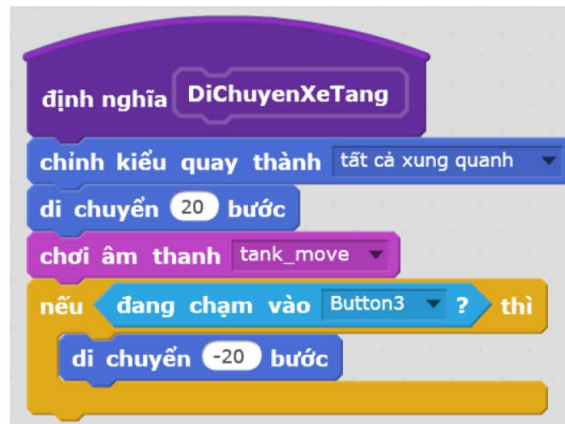 định nghĩa DiChuyenXeTang
chỉnh kiểu quay thành tất cả xung quanh
di chuyển 20 bước
chơi âm thanh tank_move
nếu đang chạm vào Button3 ? thì
di chuyển -20 bước